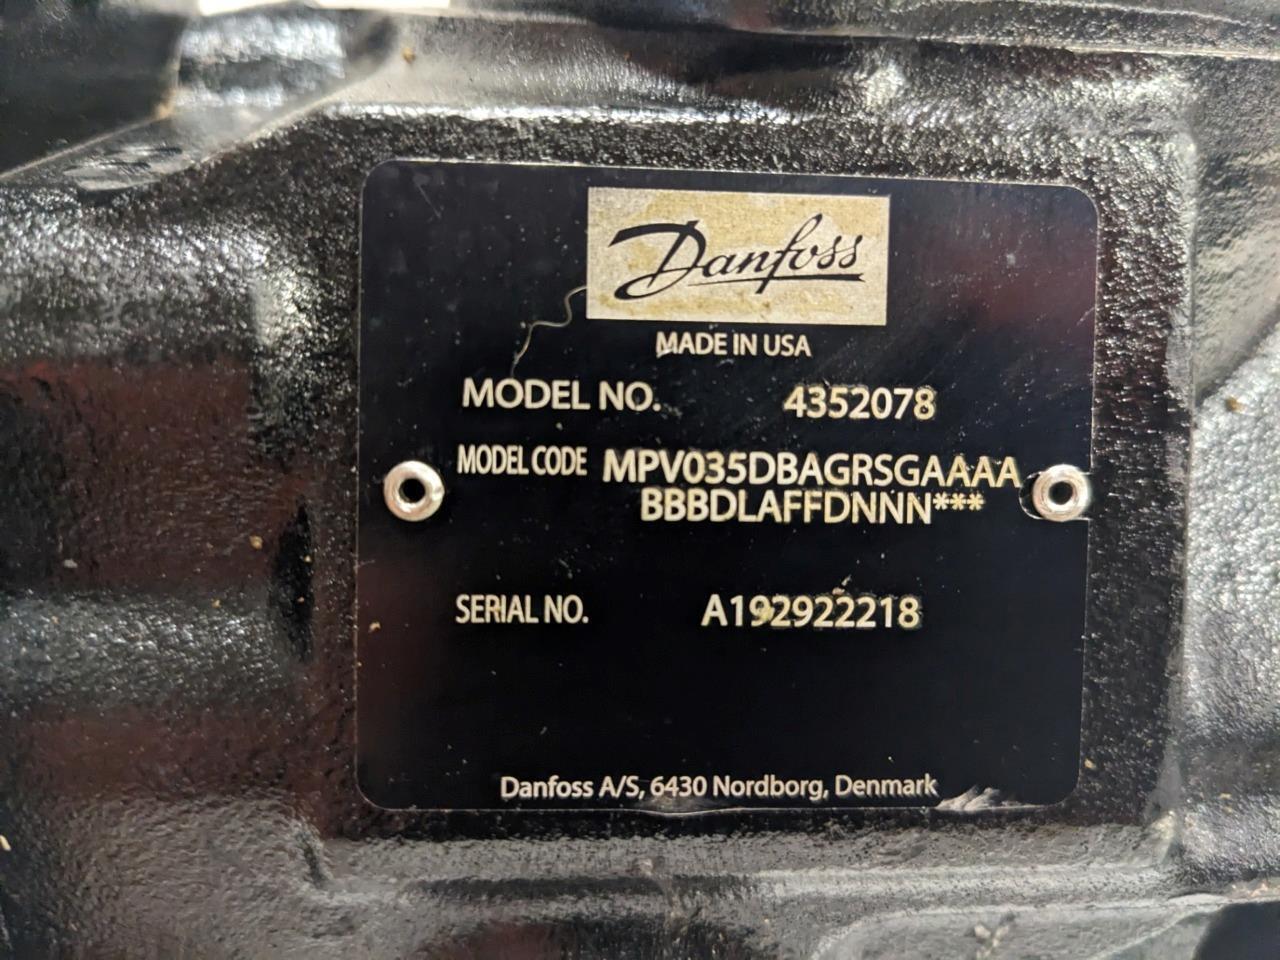 Danfoss
MADE IN USA
MODEL NO. 4352078
MODEL CODE MPV035DBAGRSGAAAA
BBBDLAFFDNNN***
SERIAL NO. A192922218
Danfoss A/S, 6430 Nordborg, Denmark